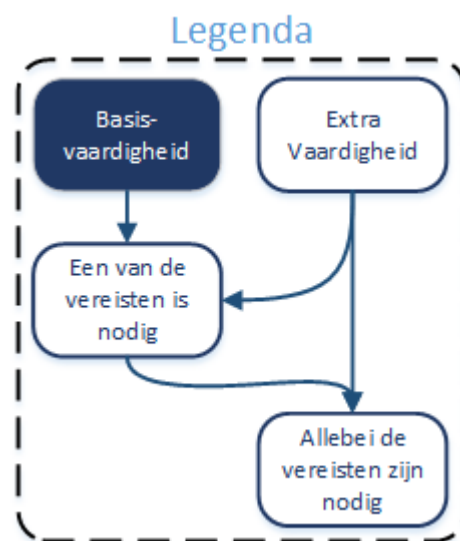 Legenda
Basis-
vaardigheid
Extra
Vaardigheid
Een van de
vereisten is
nodig
Allebei de
vereisten zijn
nodig